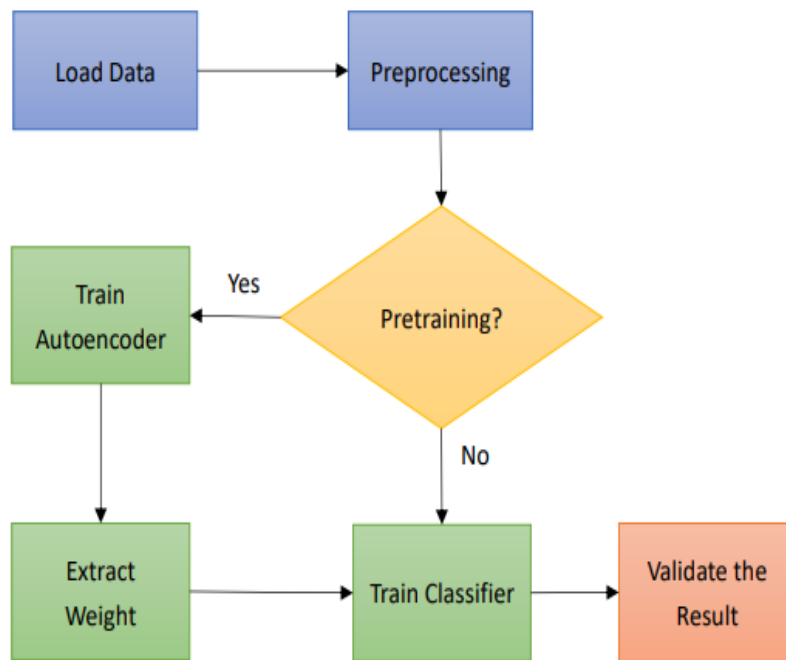 Load Data
Preprocessing
Train
Autoencoder
Yes
Pretraining?
No
Extract
Weight
Train Classifier
Validate the
Result